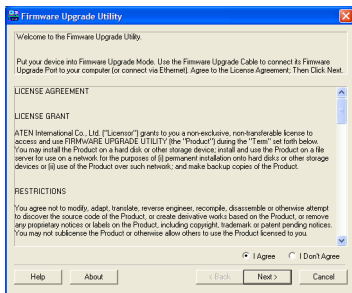 Firmware Upgrade Utility
Welcome to the Firmware Upgrade Utility.
Put your device into Firmware Upgrade Mode. Use the Firmware Upgrade Cable to connect its Firmware
Upgrade Port to your computer (or connect via Ethernet). Agree to the License Agreement; Then Click Next.
LICENSE AGREEMENT
LICENSE GRANT
ATEN International Co., Ltd. ("Licensor") grants to you a non-exclusive, non-transferable license to
access and use FIRMWARE UPGRADE UTILITY (the "Product") during the "Term" set forth below.
You may install the Product on a hard disk or other storage device; install and use the Product on a file
server for use on a network for the purposes of (i) permanent installation onto hard disks or other storage
devices or (ii) use of the Product over such network; and make backup copies of the Product.
RESTRICTIONS
You agree not to modify, adapt, translate, reverse engineer, recompile, disassemble or otherwise attempt
to discover the source code of the Product, or create derivative works based on the Product, or remove
any proprietary notices or labels on the Product, including copyright, trademark or patent pending notices.
You may not sublicense the Product or otherwise allow others to use the Product licensed to you.
I Agree I Don't Agree
Help About < Back Next > Cancel